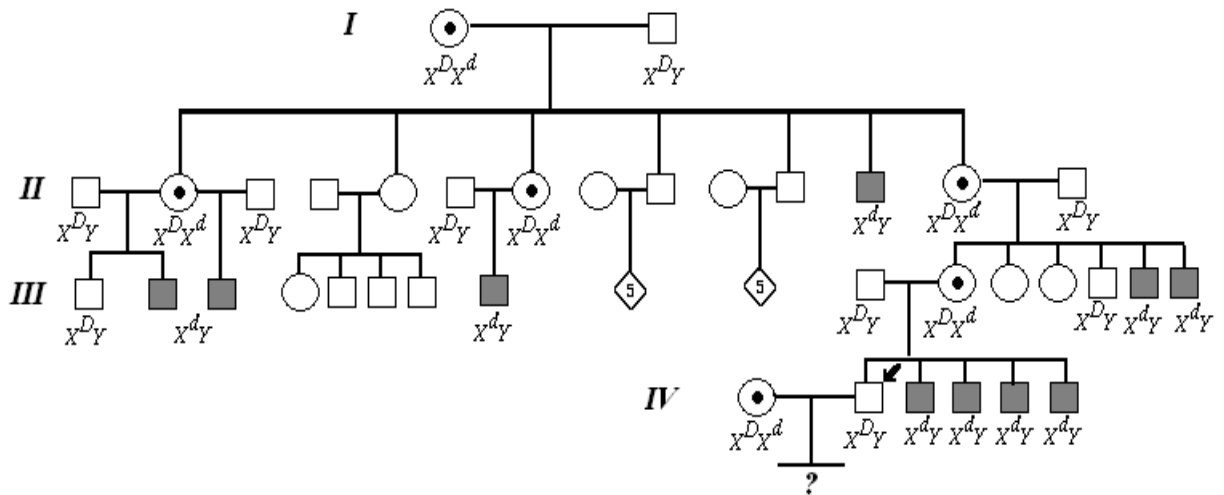 I
X^D X^d X^D Y
II
X^D Y X^D X^d X^D Y X^D Y X^D X^d X^d Y X^D X^d X^D Y
III
5 5
X^D Y X^d Y X^d Y X^D Y X^D X^d X^D Y X^d Y X^d Y
IV
X^D X^d X^D Y X^d Y X^d Y X^d Y X^d Y
?